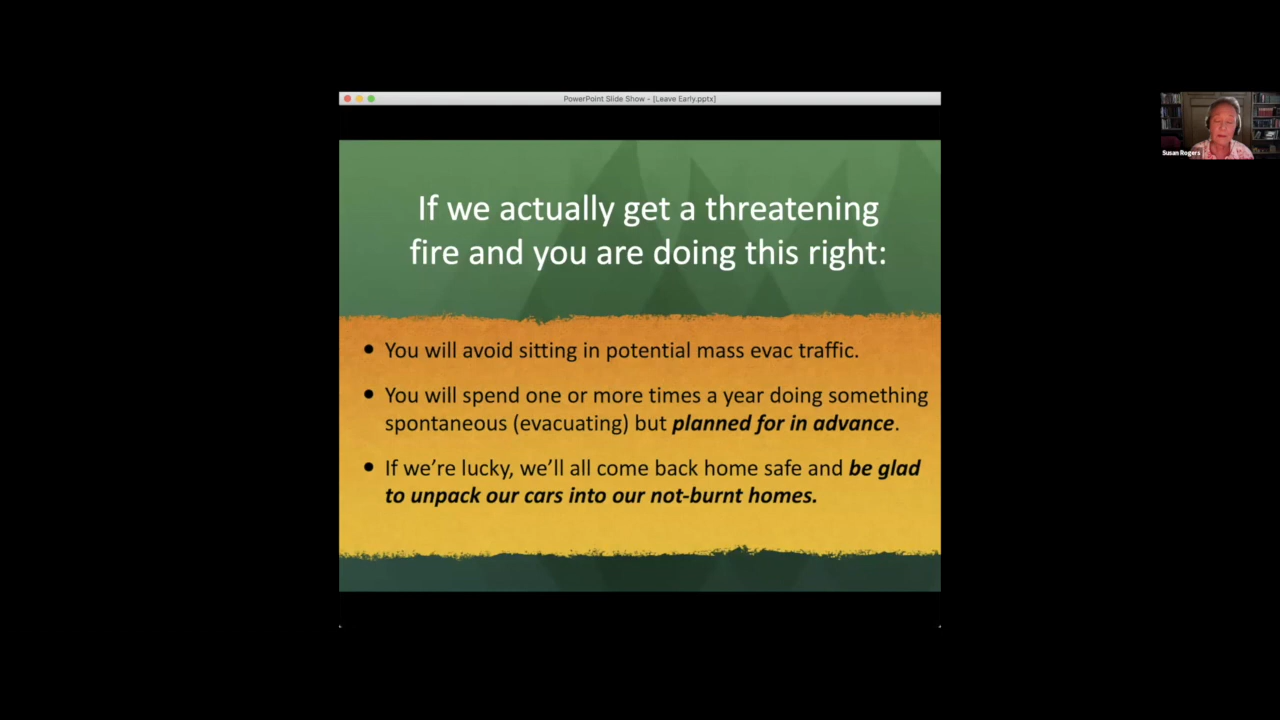 PowerPoint Slide Show - [Leave Early.pptx]
If we actually get a threatening
fire and you are doing this right:
• You will avoid sitting in potential mass evac traffic.
• You will spend one or more times a year doing something
spontaneous (evacuating) but planned for in advance.
• If we’re lucky, we’ll all come back home safe and be glad
to unpack our cars into our not-burnt homes.
Susan Rogers